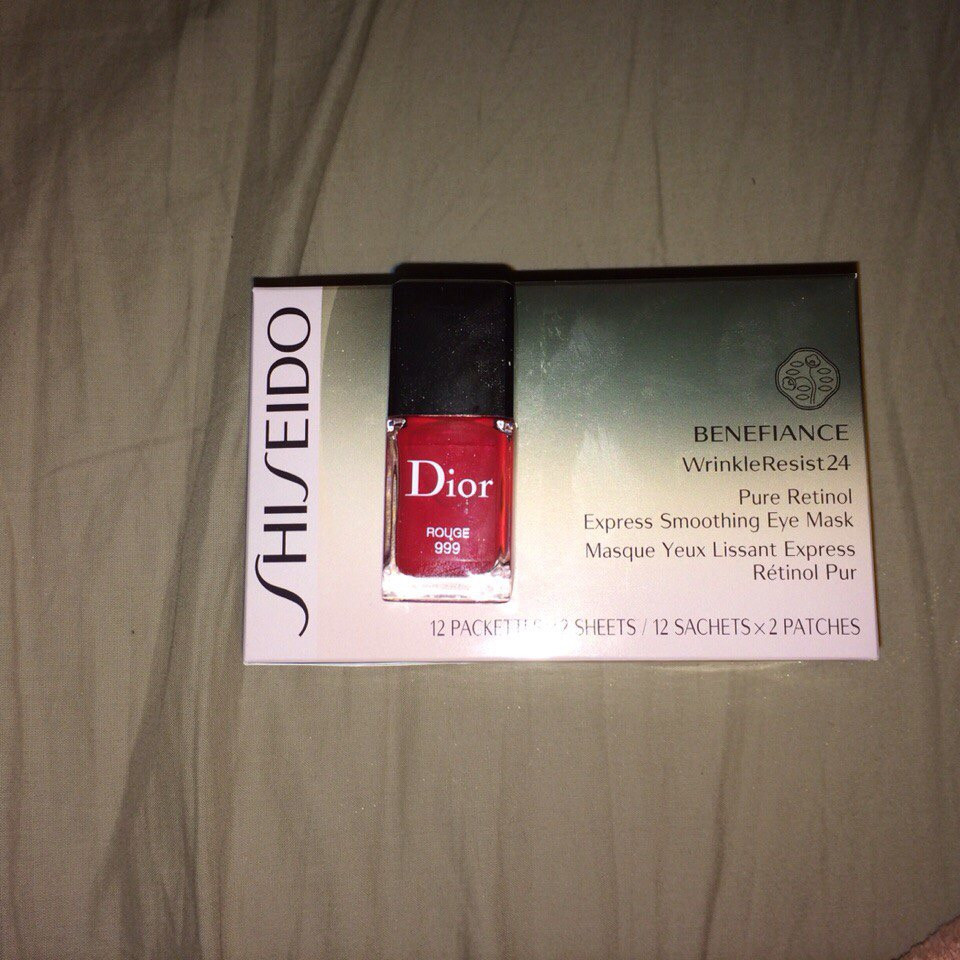 SHISEIDO
Dior
ROUGE
999
BENEFIANCE
WrinkleResist24
Pure Retinol
Express Smoothing Eye Mask
Masque Yeux Lissant Express
Rétinol Pur
12 SHEETS / 12 SACHETS×2 PATCHES